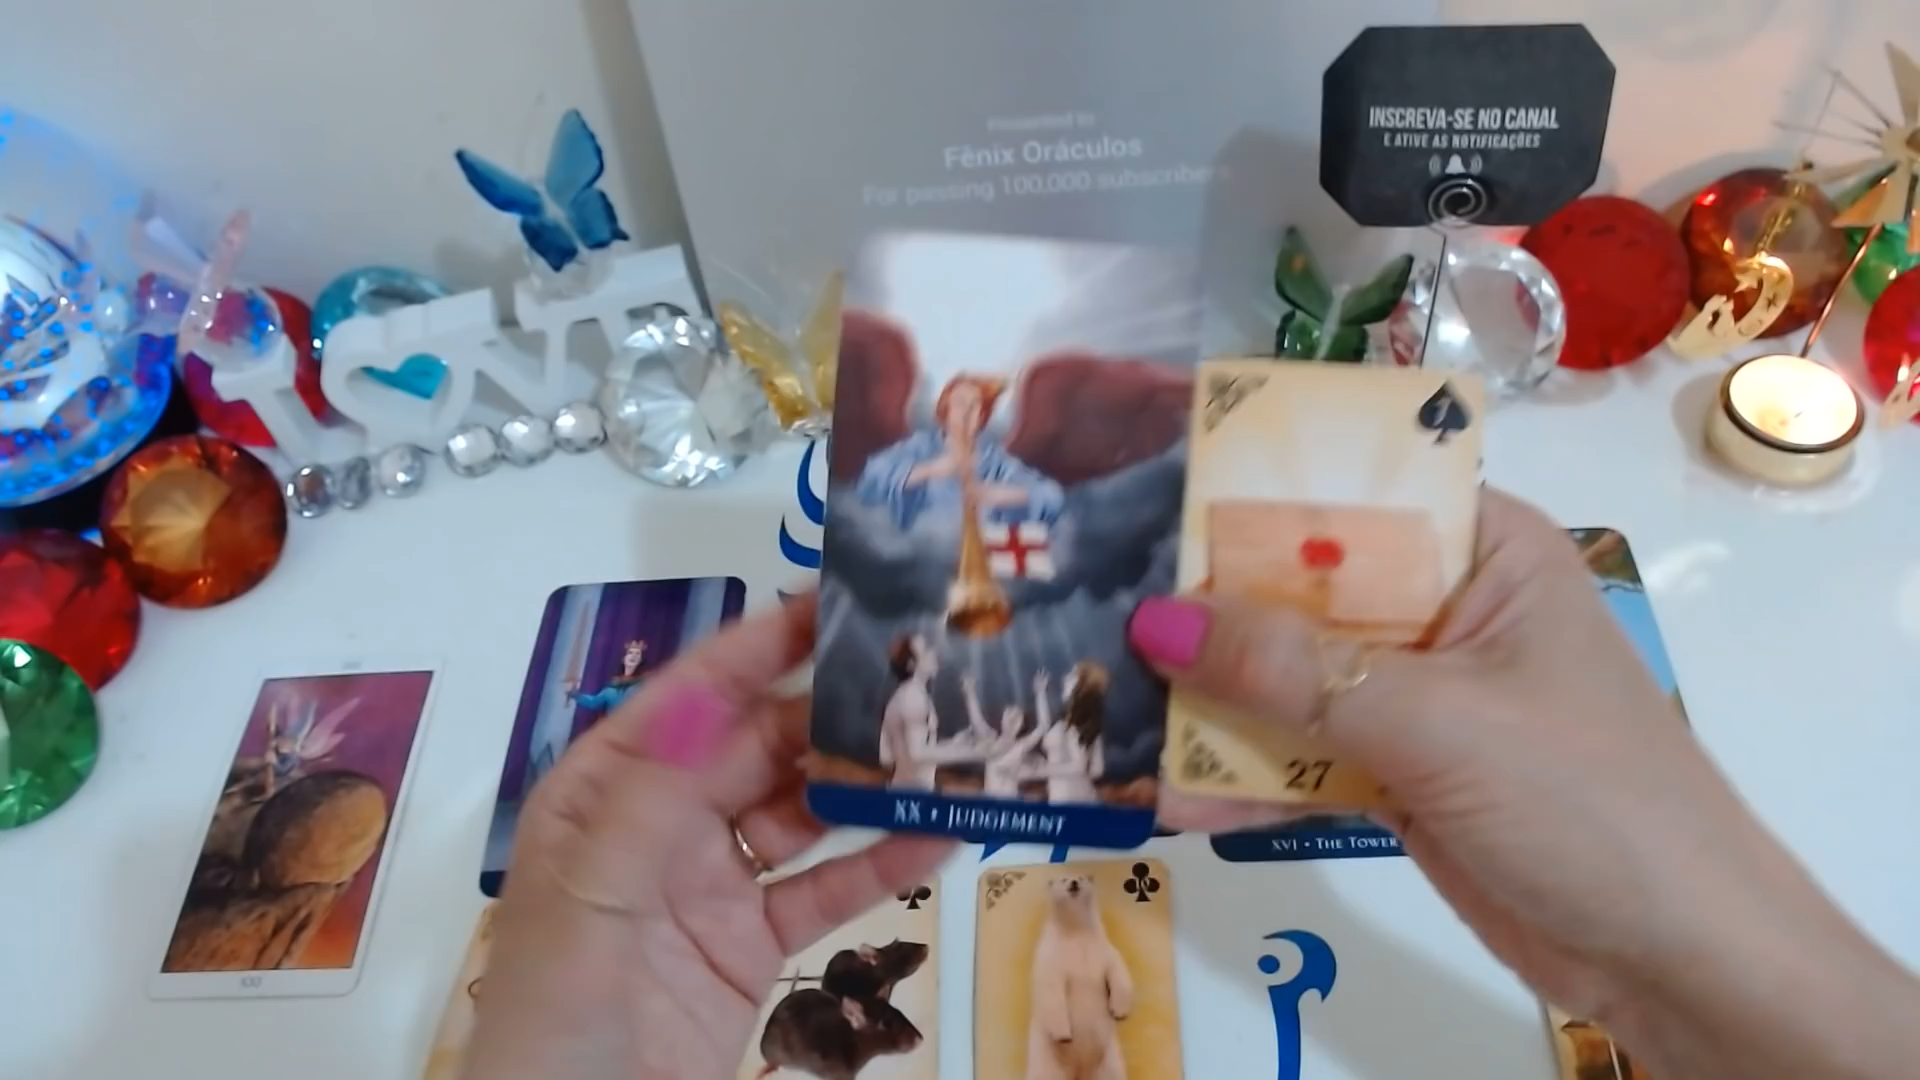 Presented to
Fênix Oráculos
For passing 100,000 subscribers
INSCREVA-SE NO CANAL
E ATIVE AS NOTIFICAÇÕES
XX • JUDGEMENT
27
XVI • THE TOWER